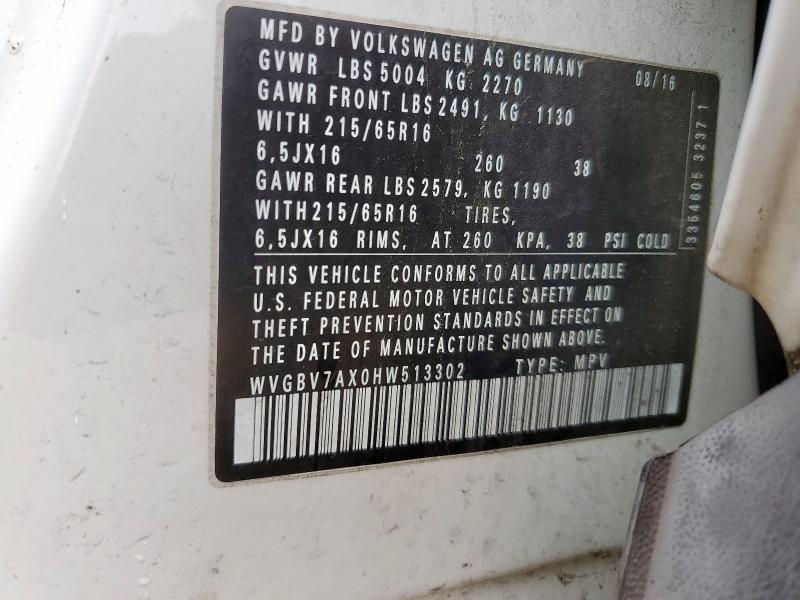 MFD BY VOLKSWAGEN AG GERMANY 08/16
GVWR LBS 5004 KG 2270
GAWR FRONT LBS 2491, KG 1130
WITH 215/65R16
6,5JX16 260 38
GAWR REAR LBS 2579, KG 1190
WITH 215/65R16 TIRES,
6,5JX16 RIMS, AT 260 KPA, 38 PSI COLD
THIS VEHICLE CONFORMS TO ALL APPLICABLE
U.S. FEDERAL MOTOR VEHICLE SAFETY AND
THEFT PREVENTION STANDARDS IN EFFECT ON
THE DATE OF MANUFACTURE SHOWN ABOVE.
WVGBV7AX0HW513302 TYPE: MPV
3354605 3237 1